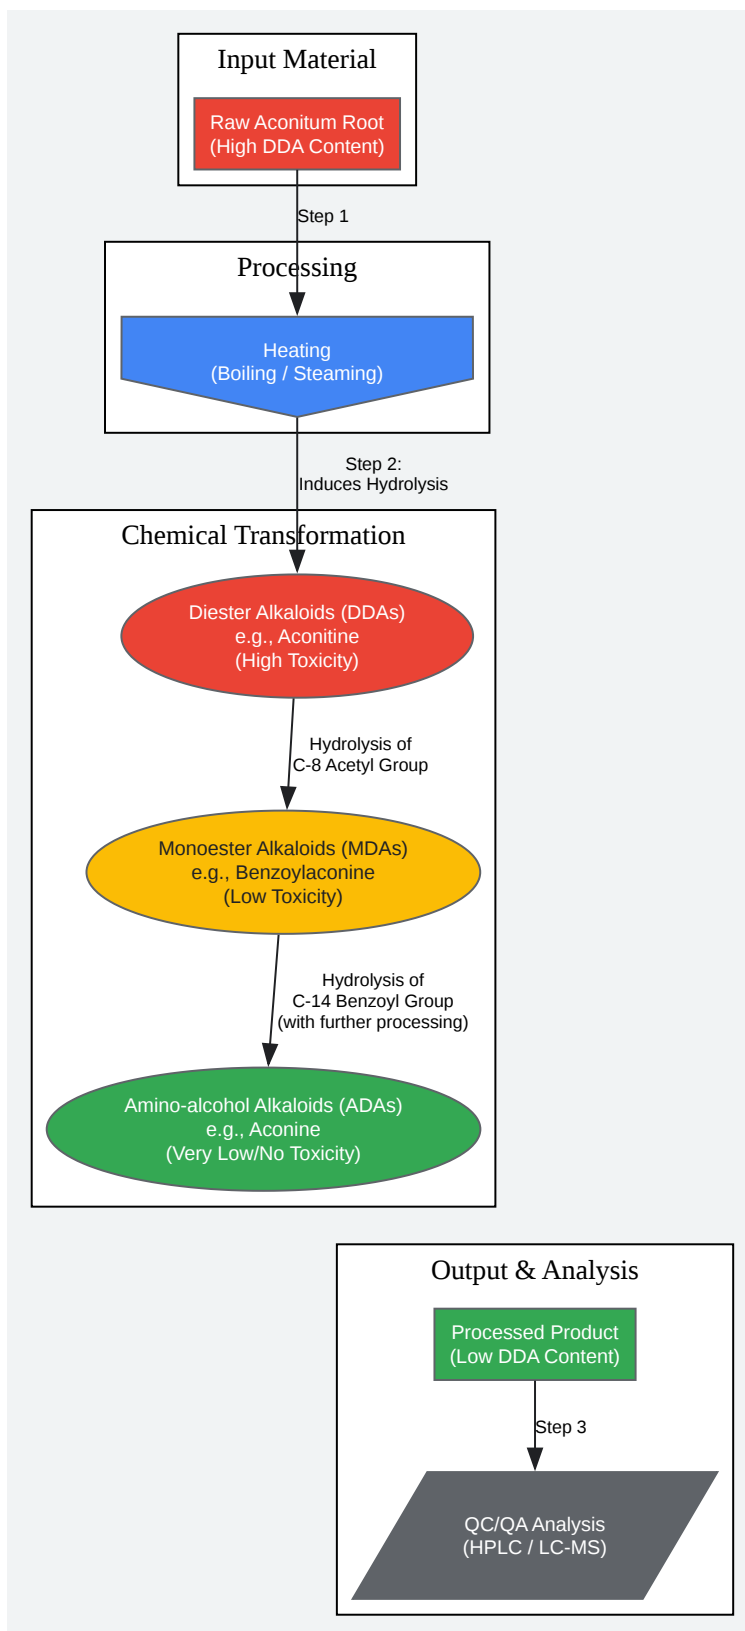 Input Material
Raw Aconitum Root
(High DDA Content)
Step 1
Processing
Heating
(Boiling / Steaming)
Step 2:
Induces Hydrolysis
Chemical Transformation
Diester Alkaloids (DDAs)
e.g., Aconitine
(High Toxicity)
Hydrolysis of
C-8 Acetyl Group
Monoester Alkaloids (MDAs)
e.g., Benzoylaconine
(Low Toxicity)
Hydrolysis of
C-14 Benzoyl Group
(with further processing)
Amino-alcohol Alkaloids (ADAs)
e.g., Aconine
(Very Low/No Toxicity)
Output & Analysis
Processed Product
(Low DDA Content)
Step 3
QC/QA Analysis
(HPLC / LC-MS)